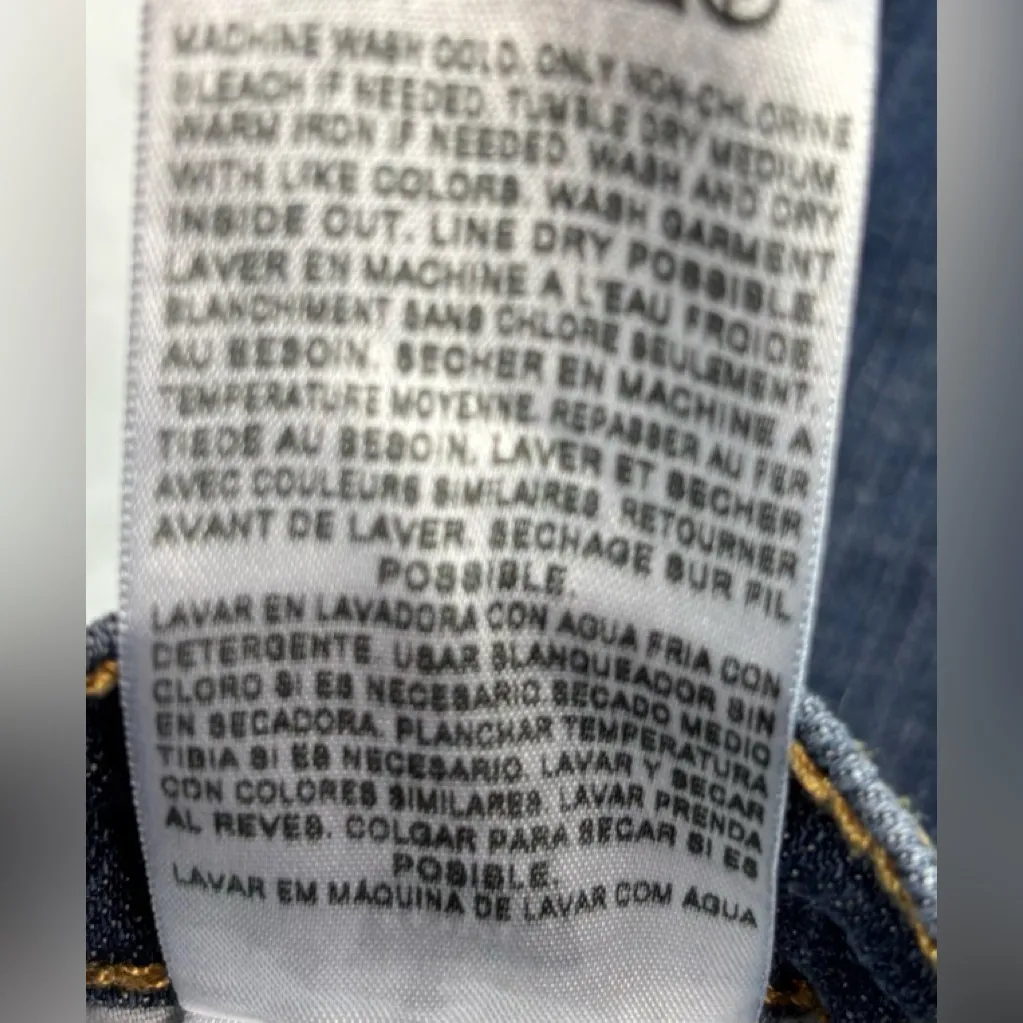 MACHINE WASH COLD. ONLY NON-CHLORINE
BLEACH IF NEEDED. TUMBLE DRY MEDIUM
WARM IRON IF NEEDED. WASH AND DRY
WITH LIKE COLORS. WASH GARMENT
INSIDE OUT. LINE DRY POSSIBLE.
LAVER EN MACHINE A L'EAU FROIDE
BLANCHIMENT SANS CHLORE SEULEMENT,
AU BESOIN. SECHER EN MACHINE A
TEMPERATURE MOYENNE. REPASSER AU FER
TIEDE AU BESOIN. LAVER ET SECHER
AVEC COULEURS SIMILAIRES. RETOURNER
AVANT DE LAVER. SECHAGE SUR FIL
POSSIBLE.
LAVAR EN LAVADORA CON AGUA FRIA CON
DETERGENTE. USAR BLANQUEADOR SIN
CLORO SI ES NECESARIO. SECADO MEDIO
EN SECADORA. PLANCHAR TEMPERATURA
TIBIA SI ES NECESARIO. LAVAR Y SECAR
CON COLORES SIMILARES. LAVAR PRENDA
AL REVES. COLGAR PARA SECAR SI ES
POSIBLE.
LAVAR EM MÁQUINA DE LAVAR COM AGUA